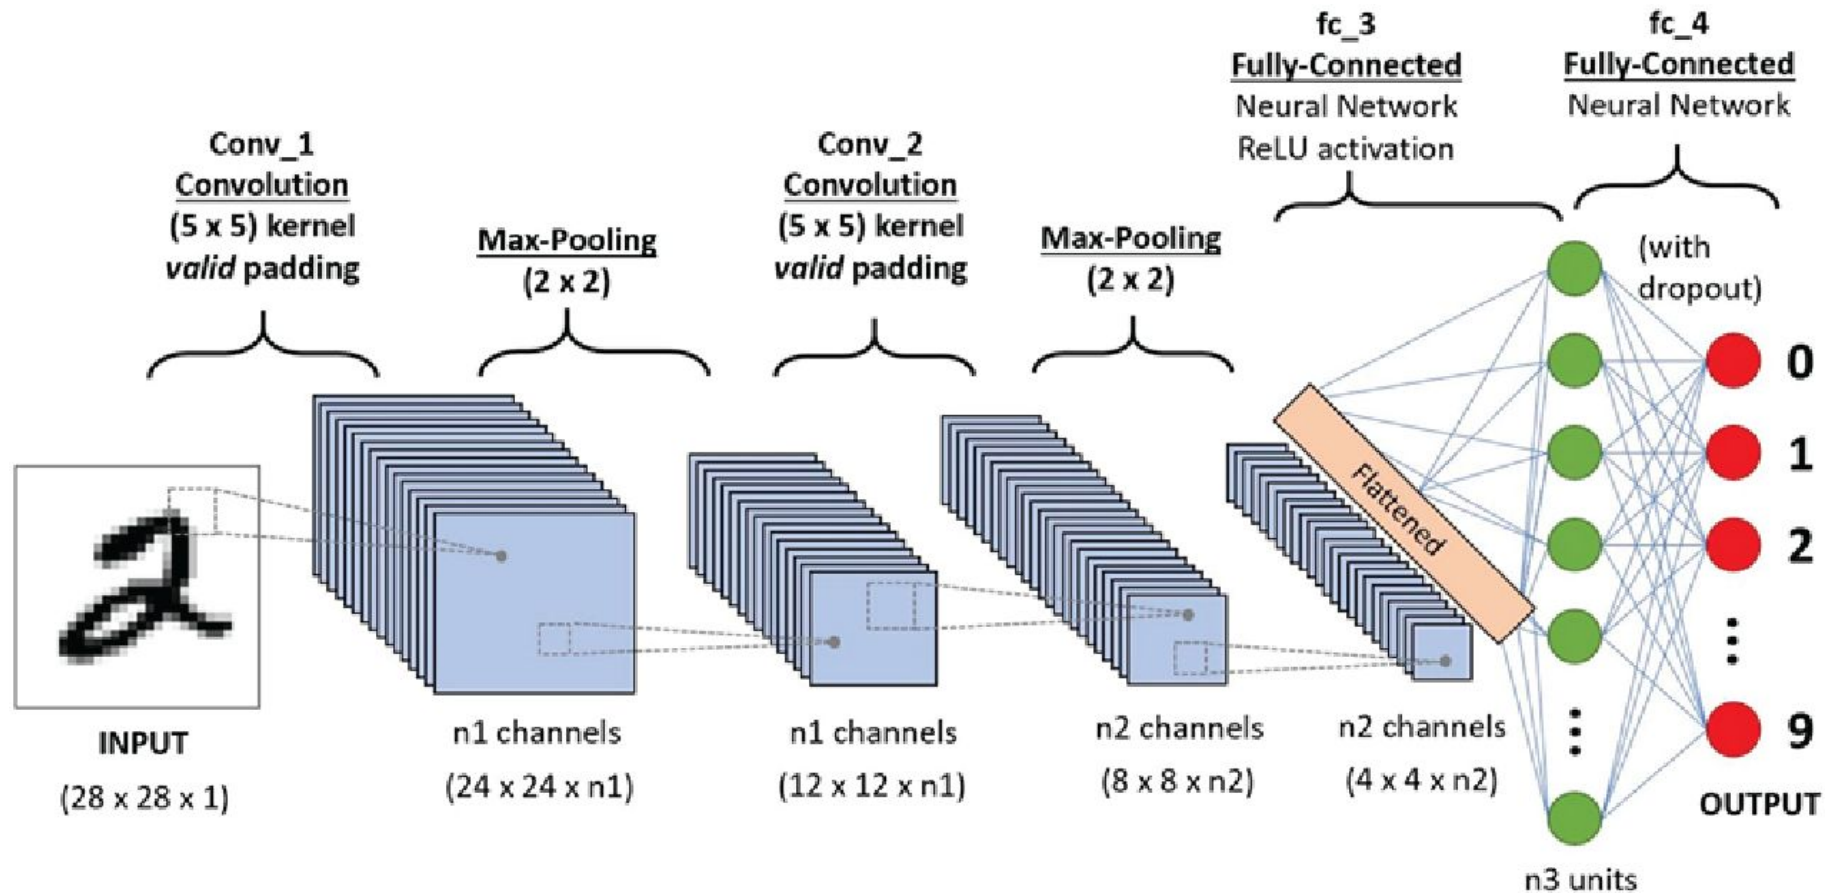 Conv_1
Convolution
(5 x 5) kernel
valid padding
Max-Pooling
(2 x 2)
Conv_2
Convolution
(5 x 5) kernel
valid padding
Max-Pooling
(2 x 2)
fc_3
Fully-Connected
Neural Network
ReLU activation
fc_4
Fully-Connected
Neural Network
(with
dropout)
Flattened
0
1
2
9
OUTPUT
2
INPUT
(28 x 28 x 1)
n1 channels
(24 x 24 x n1)
n1 channels
(12 x 12 x n1)
n2 channels
(8 x 8 x n2)
n2 channels
(4 x 4 x n2)
n3 units